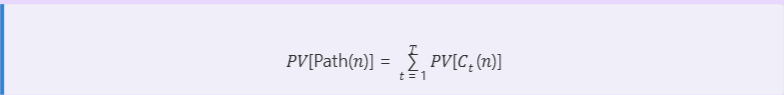 PV[Path(n)] = ∑_{t = 1}^{T} PV[C_t(n)]